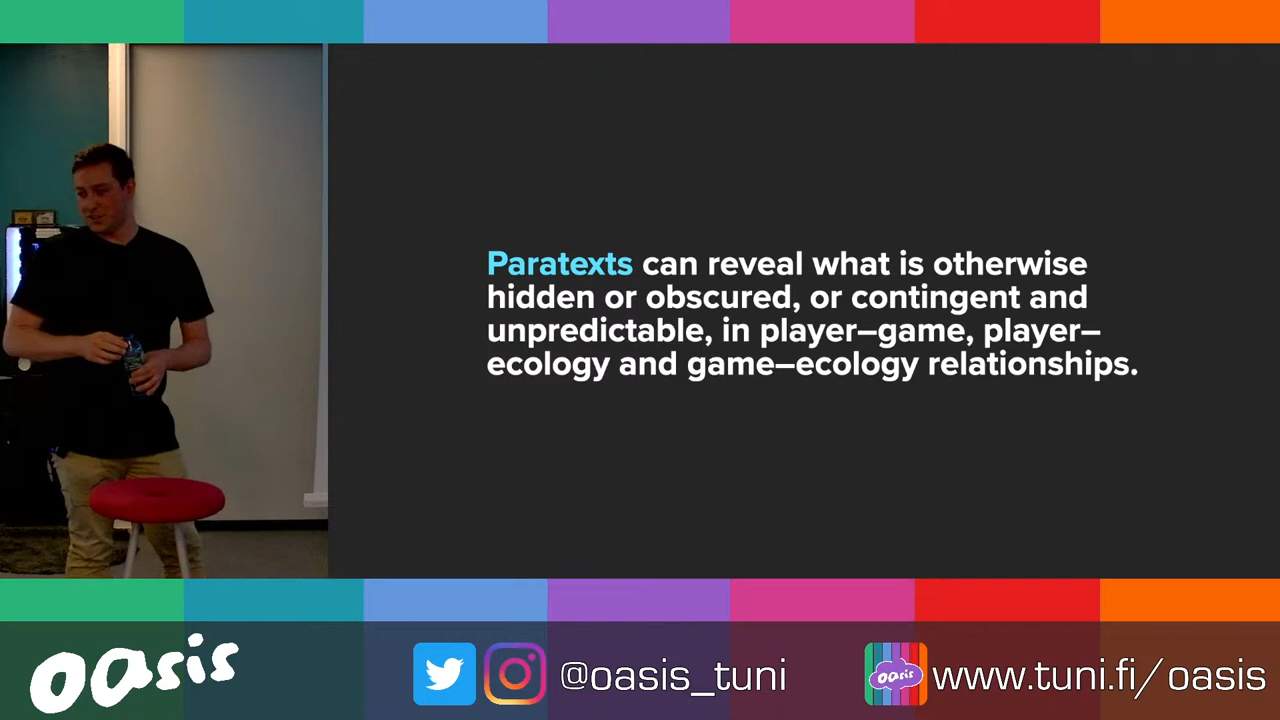 Paratexts can reveal what is otherwise
hidden or obscured, or contingent and
unpredictable, in player–game, player–
ecology and game–ecology relationships.
oasis
@oasis_tuni
oasis
www.tuni.fi/oasis